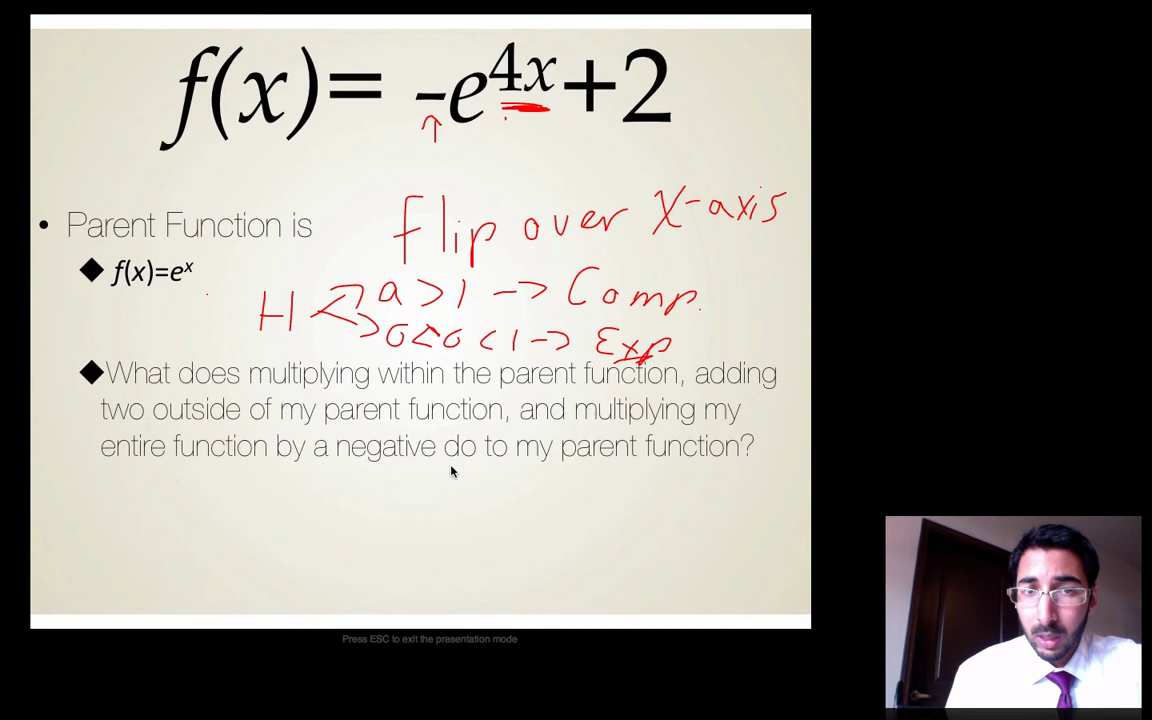 f(x)= -e^4x+2
flip over x-axis
• Parent Function is
◆ f(x)=e^x
H a>1 -> Comp.
0<a<1 -> Exp
◆What does multiplying within the parent function, adding
two outside of my parent function, and multiplying my
entire function by a negative do to my parent function?
Press ESC to exit the presentation mode